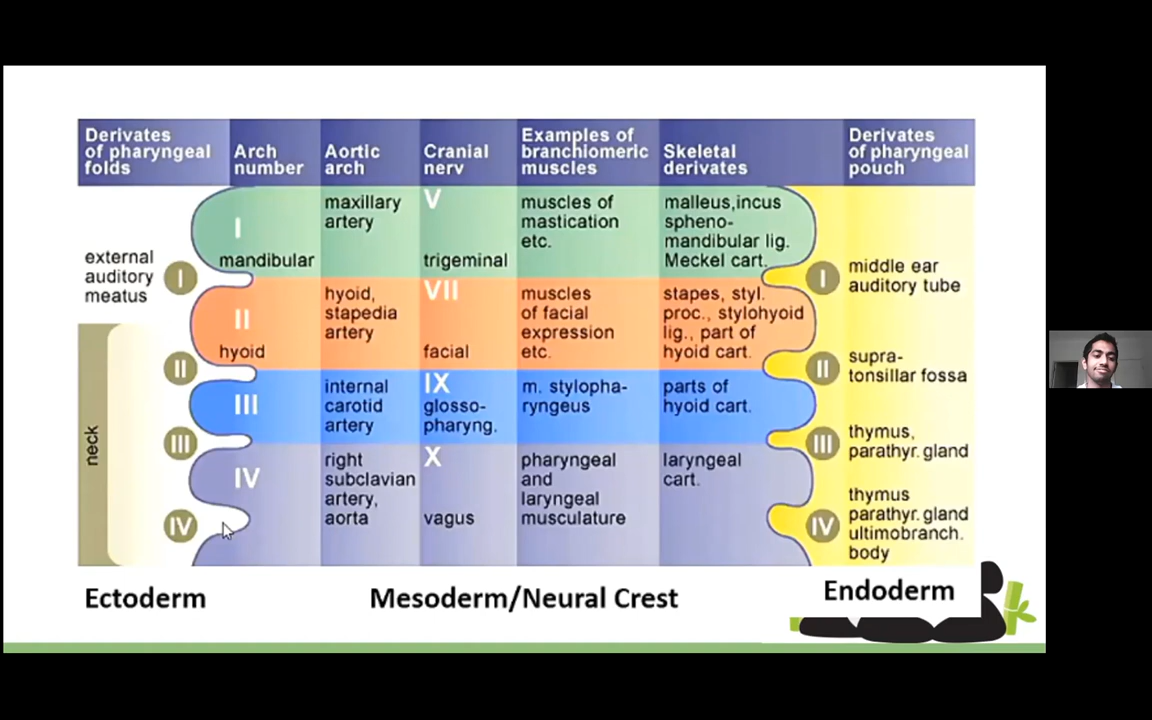 Derivates
of pharyngeal
folds
Arch
number
Aortic
arch
Cranial
nerv
Examples of
branchiomeric
muscles
Skeletal
derivates
Derivates
of pharyngeal
pouch
I
mandibular
maxillary
artery
V
trigeminal
muscles of
mastication
etc.
malleus,incus
spheno-
mandibular lig.
Meckel cart.
external
auditory
meatus
I
I
middle ear
auditory tube
II
hyoid
hyoid,
stapedia
artery
VII
facial
muscles
of facial
expression
etc.
stapes, styl.
proc., stylohyoid
lig., part of
hyoid cart.
II
II
supra-
tonsillar fossa
III
internal
carotid
artery
IX
glosso-
pharyng.
m. stylopha-
ryngeus
parts of
hyoid cart.
neck
III
III
thymus,
parathyr. gland
IV
right
subclavian
artery,
aorta
X
vagus
pharyngeal
and
laryngeal
musculature
laryngeal
cart.
IV
IV
thymus
parathyr. gland
ultimobranch.
body
Ectoderm
Mesoderm/Neural Crest
Endoderm